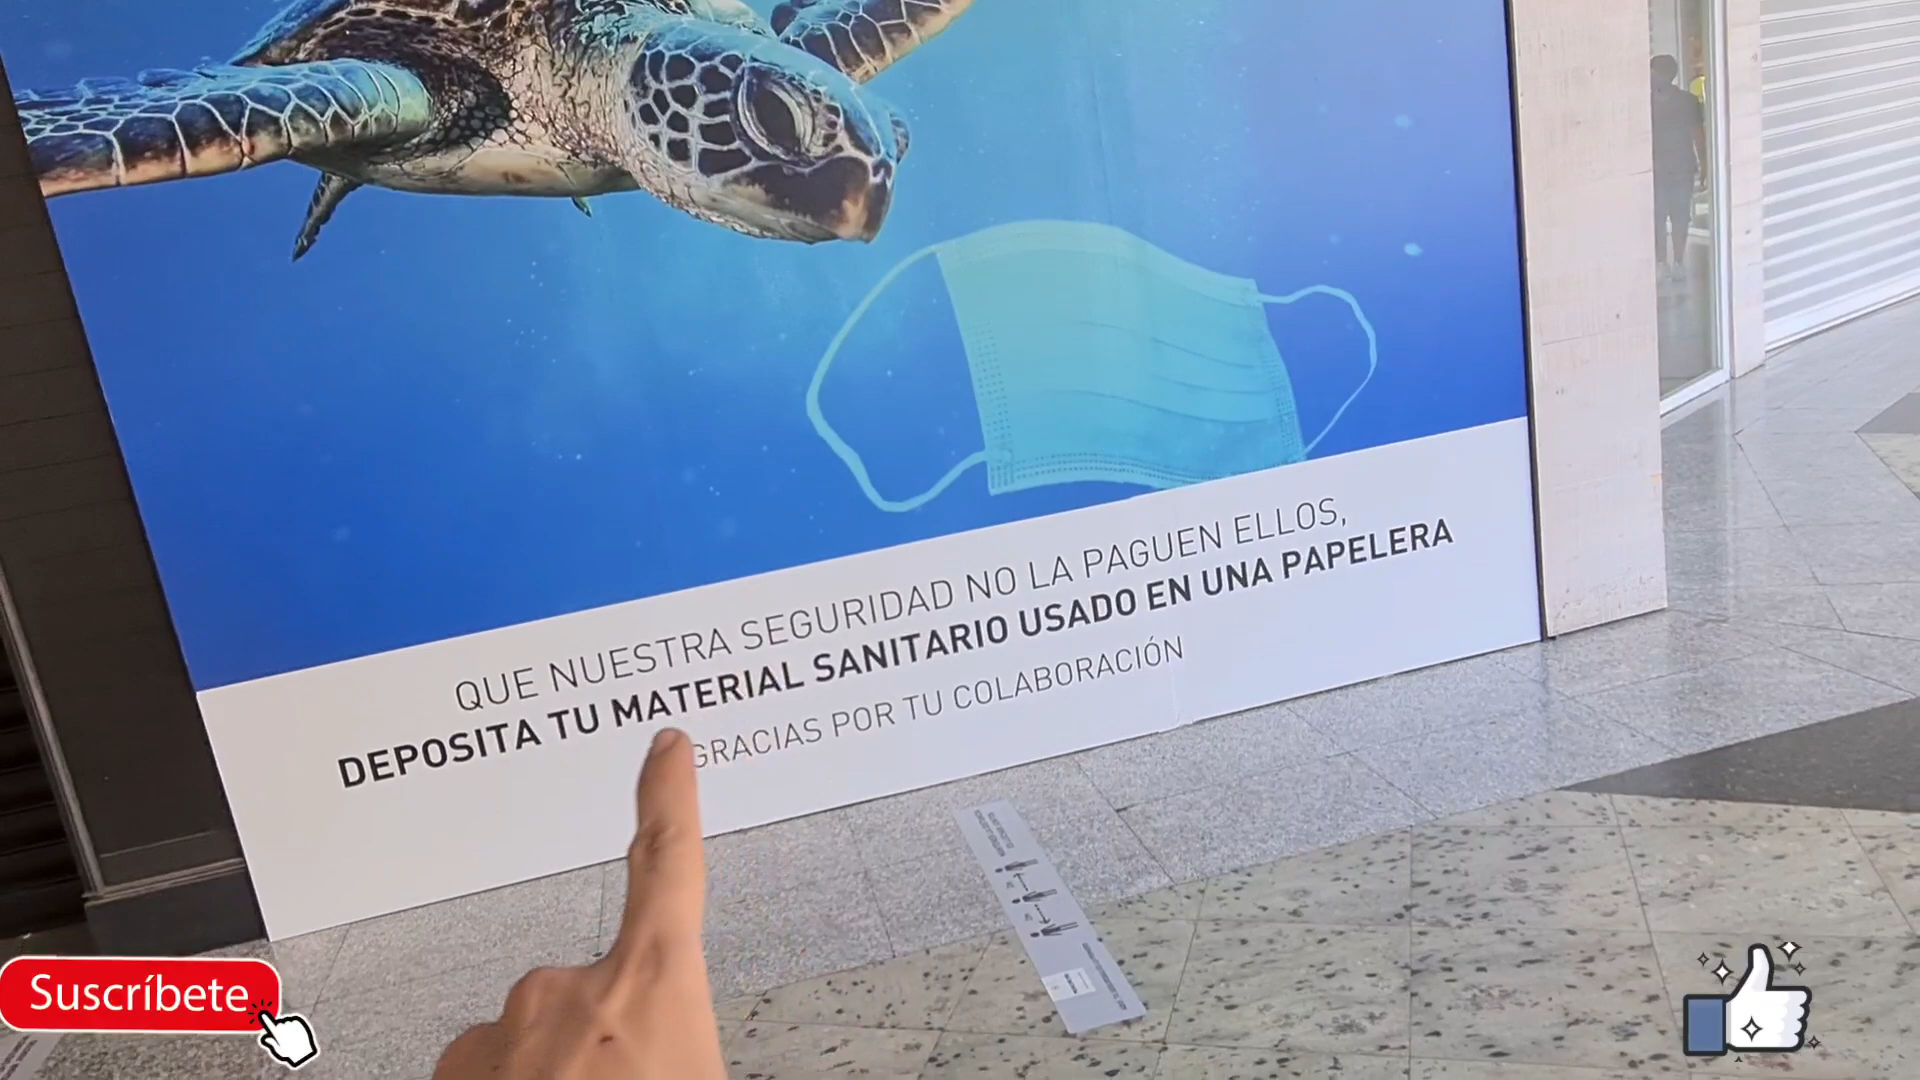 QUE NUESTRA SEGURIDAD NO LA PAGUEN ELLOS,
DEPOSITA TU MATERIAL SANITARIO USADO EN UNA PAPELERA
GRACIAS POR TU COLABORACIÓN
Suscríbete